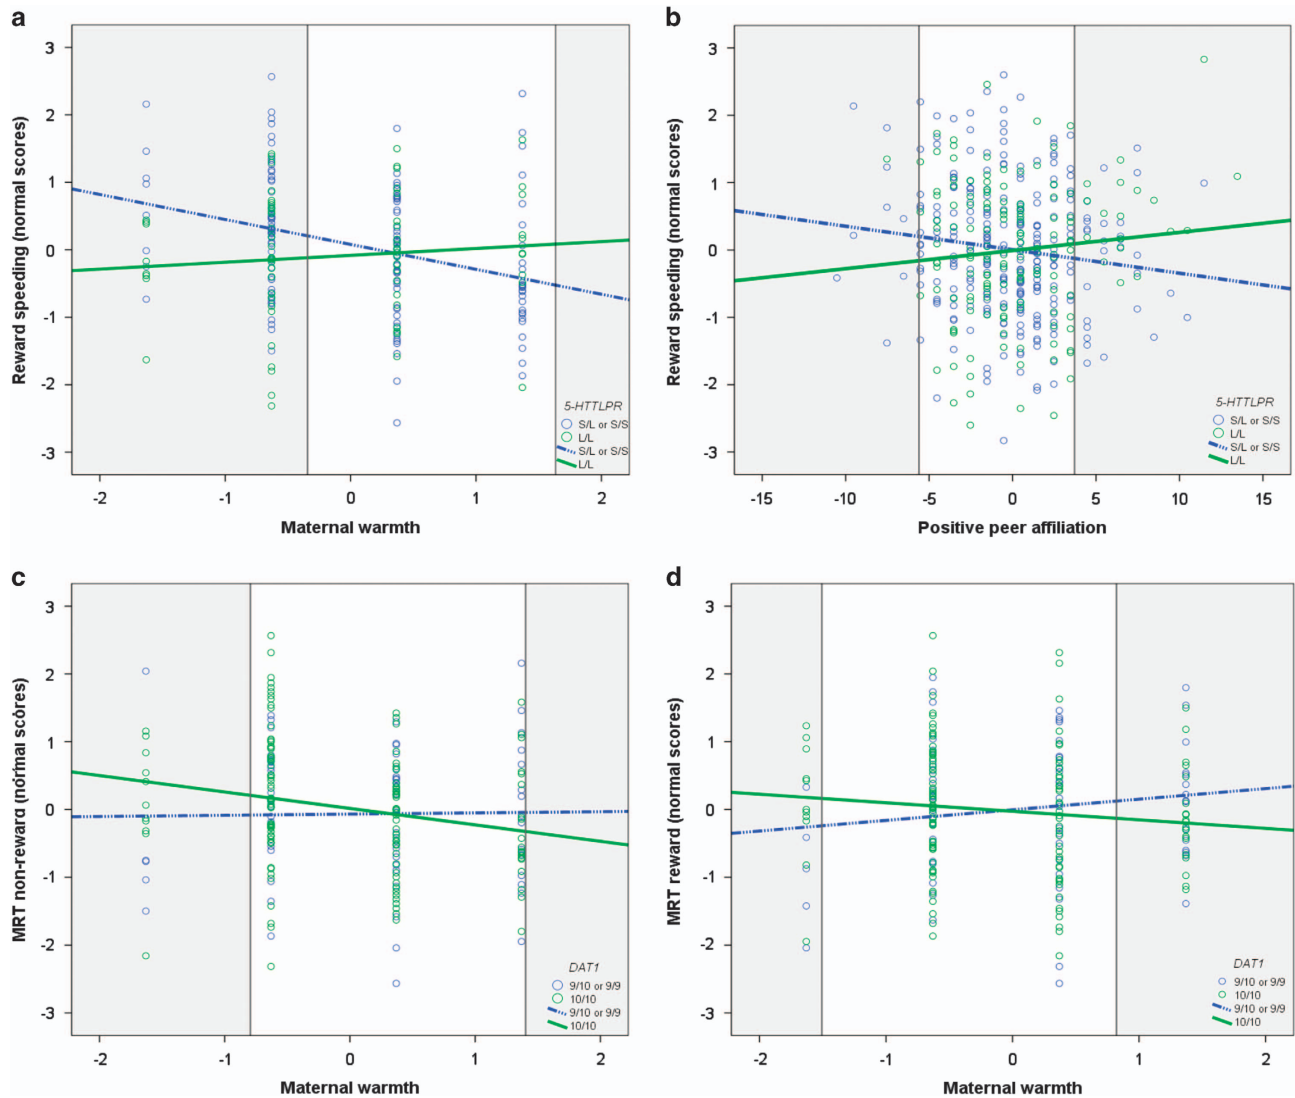 a
Reward speeding (normal scores)
3
2
1
0
-1
-2
-3
-2
-1
0
1
2
Maternal warmth
5-HTTLPR
S/L or S/S
L/L
S/L or S/S
L/L
b
Reward speeding (normal scores)
3
2
1
0
-1
-2
-3
-15
-10
-5
0
5
10
15
Positive peer affiliation
5-HTTLPR
S/L or S/S
L/L
S/L or S/S
L/L
c
MRT non-reward (normal scores)
3
2
1
0
-1
-2
-3
-2
-1
0
1
2
Maternal warmth
DAT1
9/10 or 9/9
10/10
9/10 or 9/9
10/10
d
MRT reward (normal scores)
3
2
1
0
-1
-2
-3
-2
-1
0
1
2
Maternal warmth
DAT1
9/10 or 9/9
10/10
9/10 or 9/9
10/10